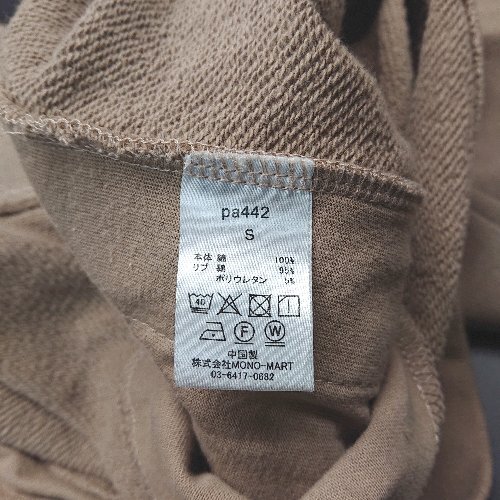 pa442
S
本体 綿 100%
リブ 綿 95%
ポリウレタン 5%
40
F W
中国製
株式会社MONO-MART
03-6417-0682